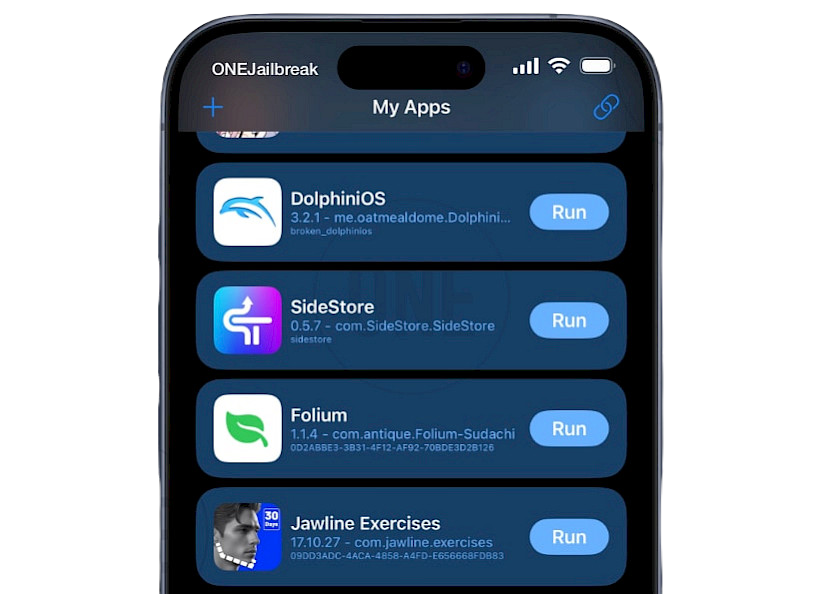 ONEJailbreak
My Apps
DolphiniOS
3.2.1 - me.oatmealdome.Dolphini...
broken_dolphinios
Run
ONE
SideStore
0.5.7 - com.SideStore.SideStore
sidestore
Run
Folium
1.1.4 - com.antique.Folium-Sudachi
0D2ABBE3-3B31-4F12-AF92-70BDE3D2B126
Run
30
Days
Jawline Exercises
17.10.27 - com.jawline.exercises
09DD3ADC-4ACA-4858-A4FD-E656668FDB83
Run